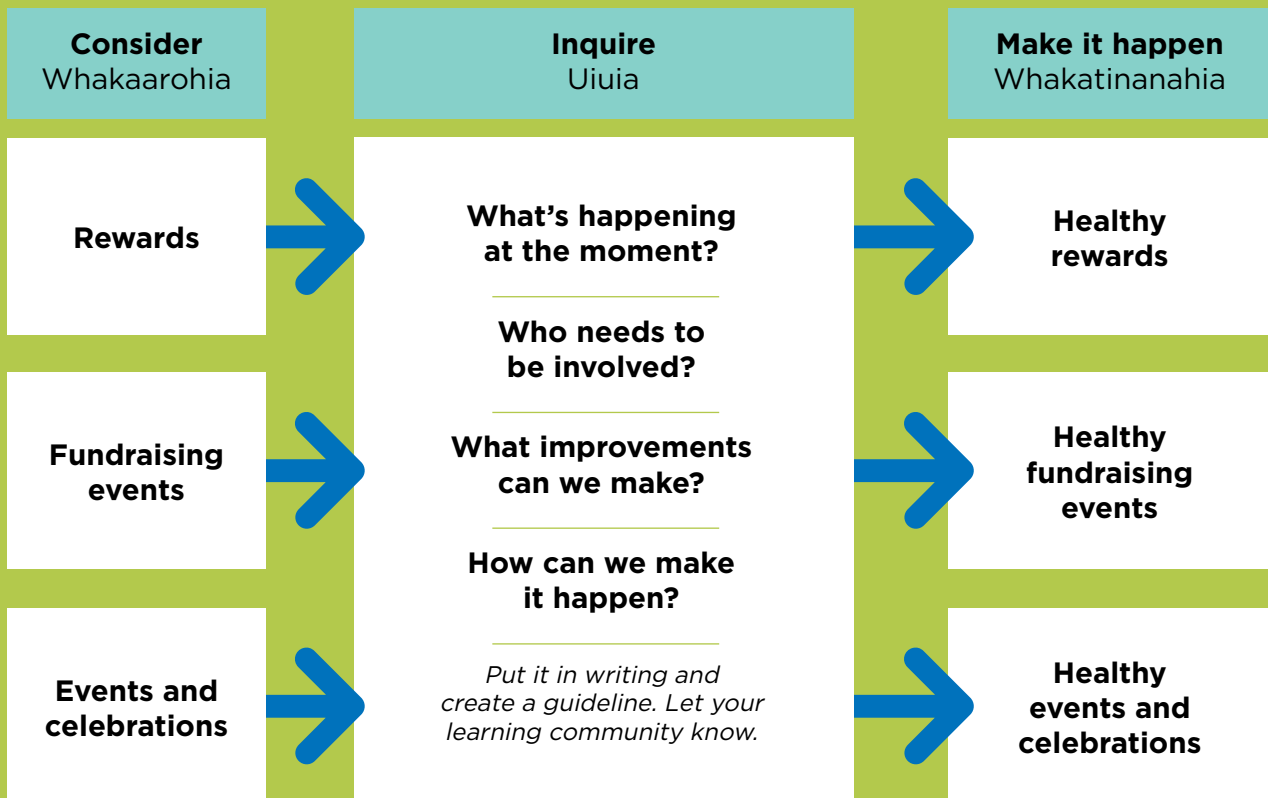 Consider
Whakaarohia
Inquire
Uiuia
Make it happen
Whakatinanahia
Rewards
Fundraising
events
Events and
celebrations
What’s happening
at the moment?
Who needs to
be involved?
What improvements
can we make?
How can we make
it happen?
Put it in writing and
create a guideline. Let your
learning community know.
Healthy
rewards
Healthy
fundraising
events
Healthy
events and
celebrations